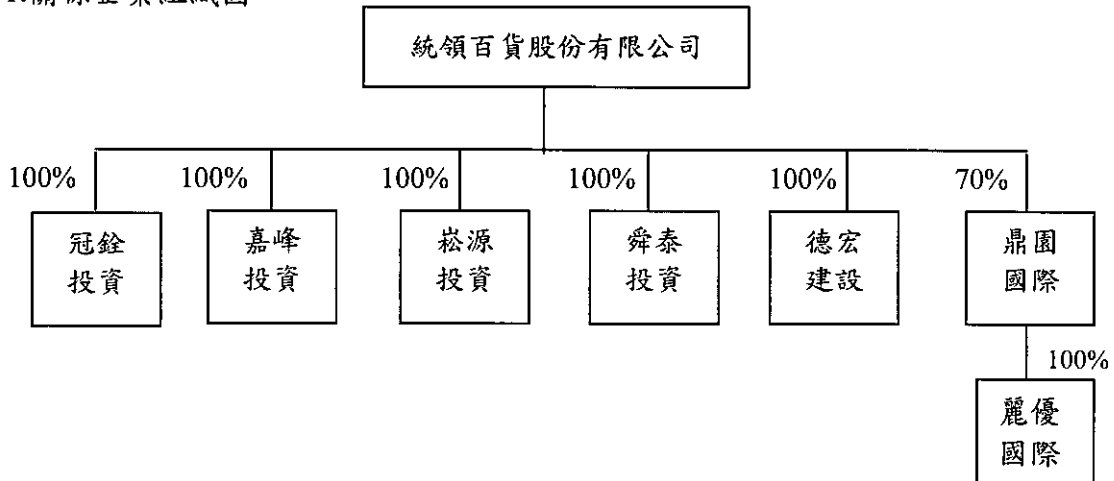 統領百貨股份有限公司
100% 100% 100% 100% 100% 70%
冠銓 嘉峰 崧源 舜泰 德宏 鼎園
投資 投資 投資 投資 建設 國際
100%
麗優
國際